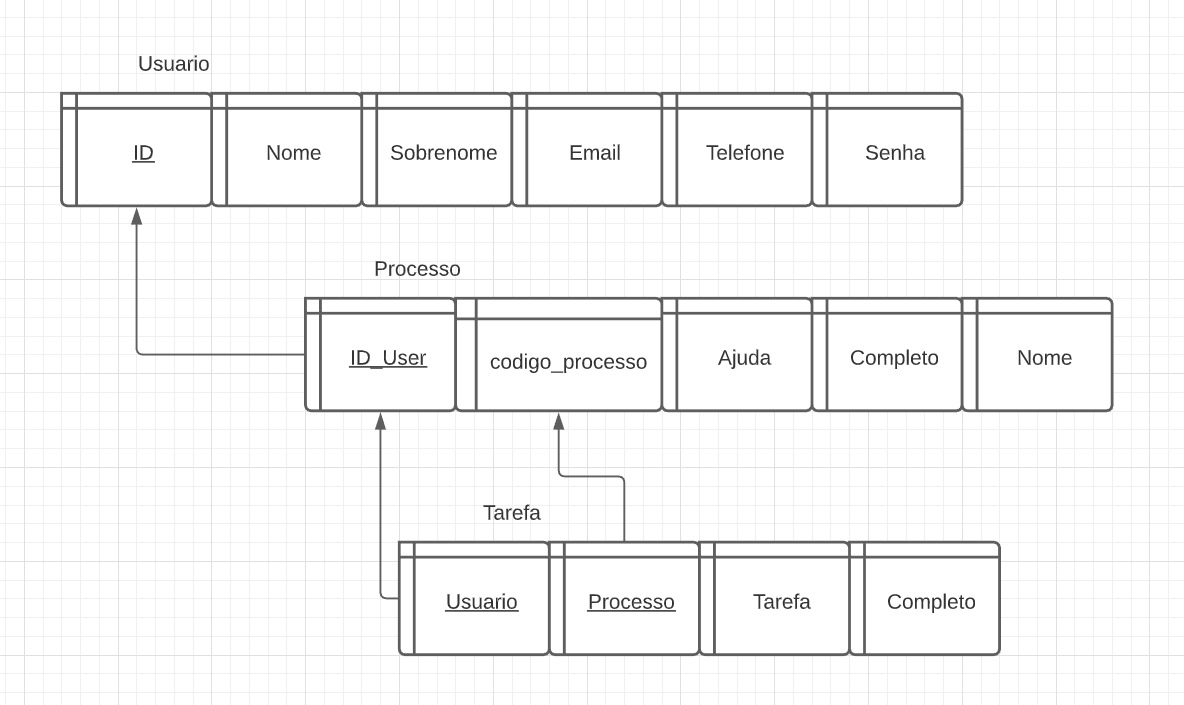 Usuario
ID
Nome
Sobrenome
Email
Telefone
Senha
Processo
ID_User
codigo_processo
Ajuda
Completo
Nome
Tarefa
Usuario
Processo
Tarefa
Completo